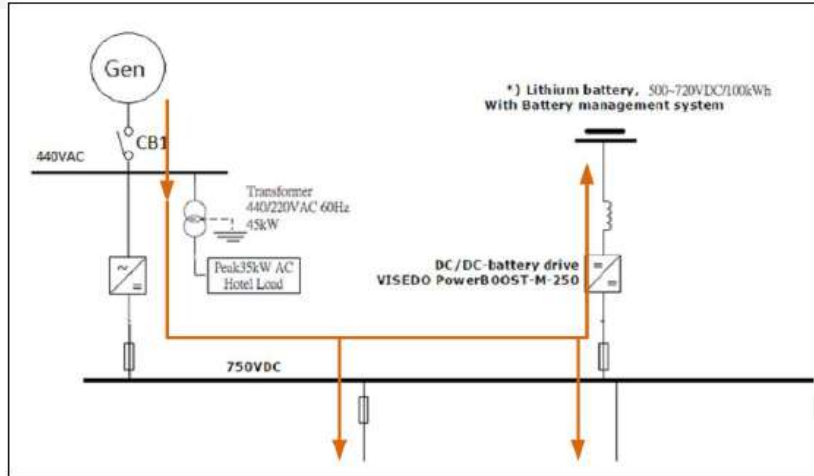 Gen
*) Lithium battery, 500~720VDC/100kWh
With Battery management system
CB1
440VAC
Transformer
440/220VAC 60Hz
45kW
Peak35kW AC
Hotel Load
DC/DC-battery drive
VISEDO PowerBOOST-M-250
750VDC